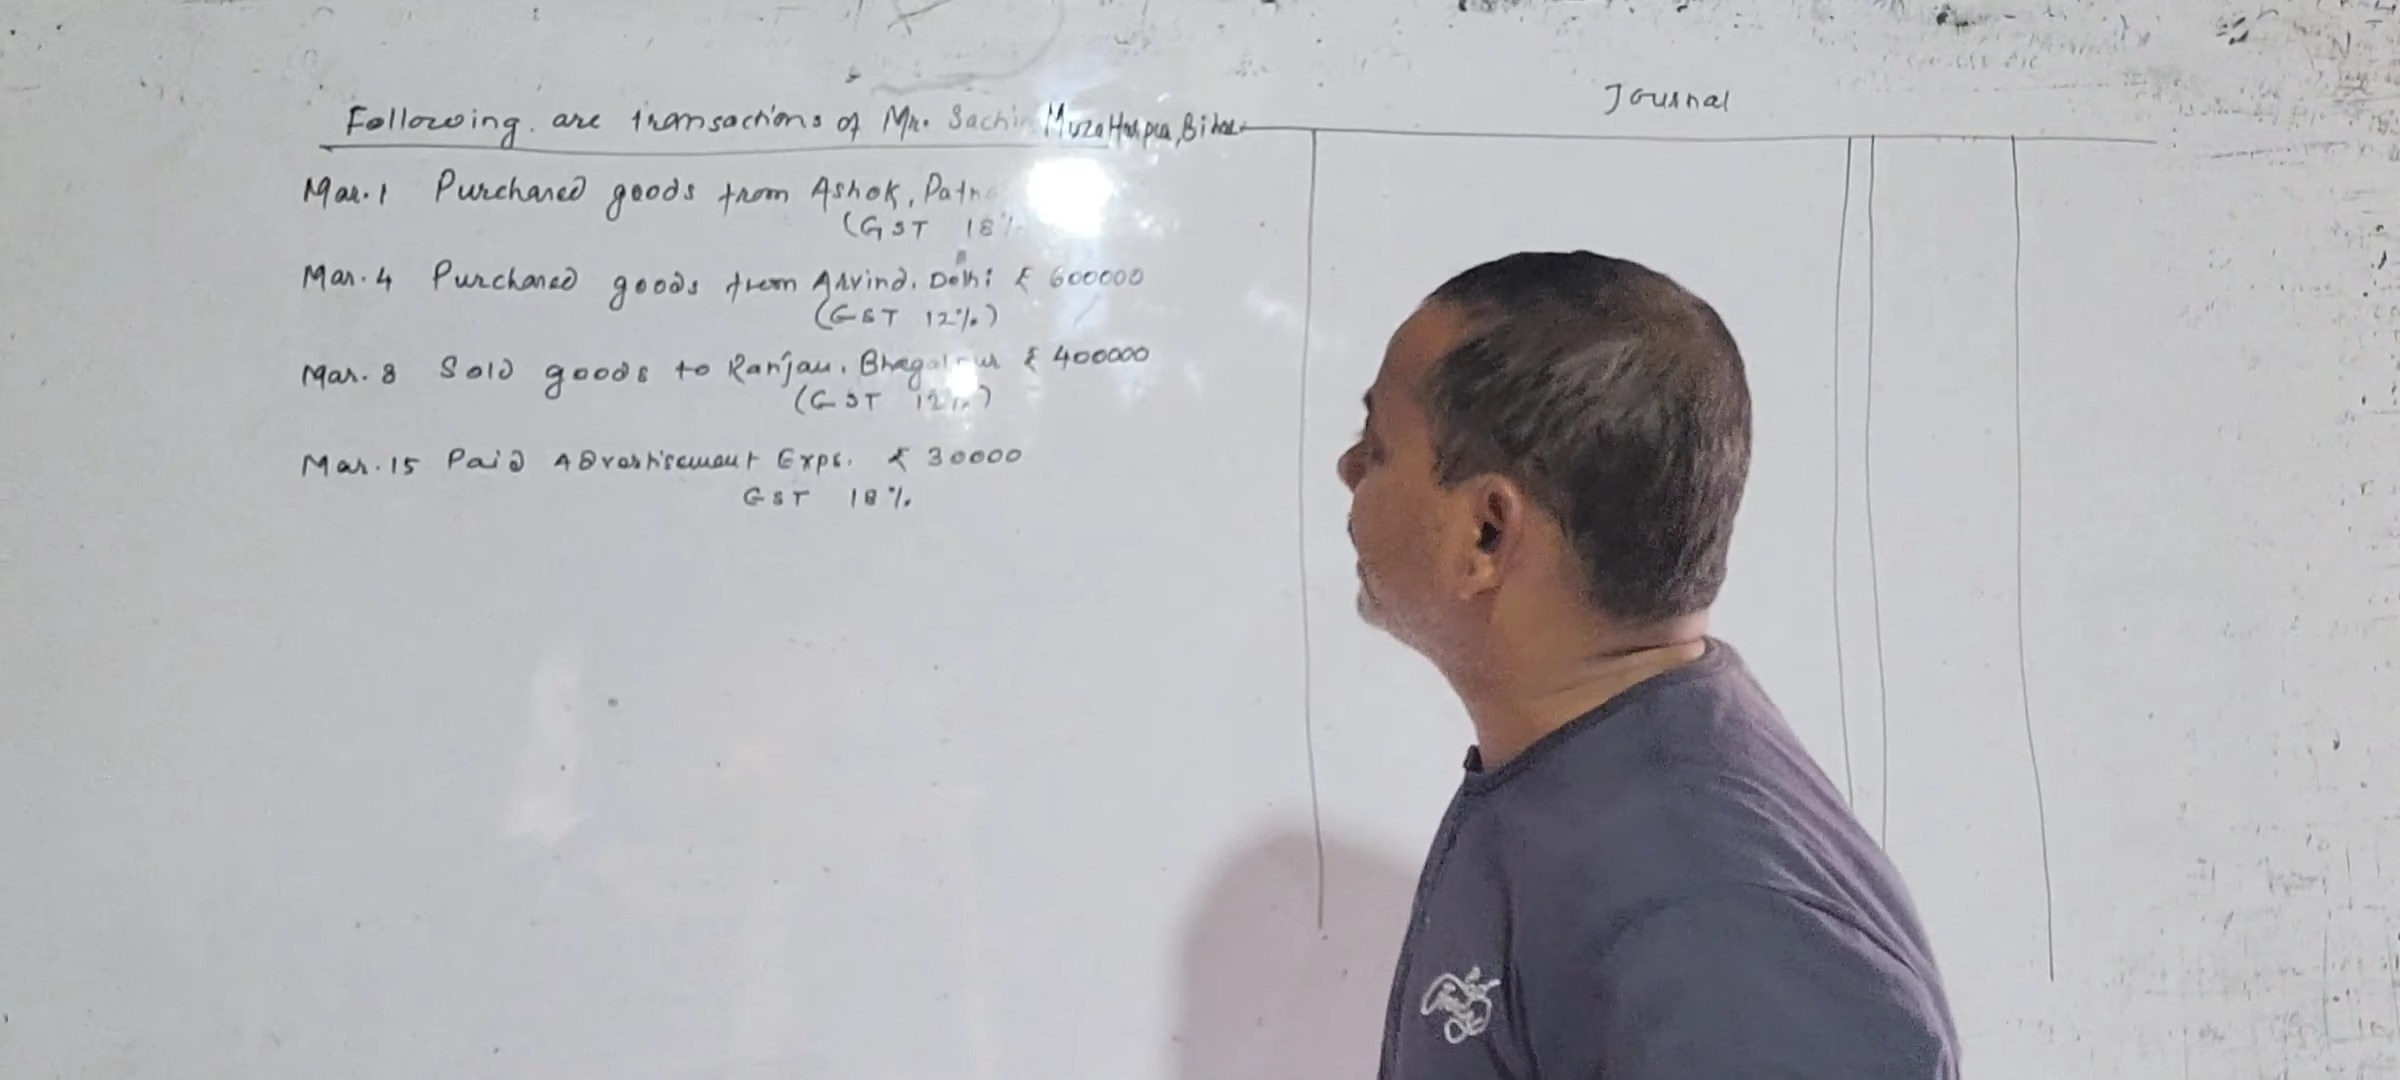 Following are transactions of Mr. Sachin Muzaffarpur, Bihar
Mar. 1 Purchased goods from Ashok, Patna
(GST 18%
Mar. 4 Purchased goods from Arvind, Delhi ₹ 600000
(GST 12%)
Mar. 8 Sold goods to Ranjan, Bhagalpur ₹ 400000
(GST 12%)
Mar. 15 Paid Advertisement Exps. ₹ 30000
GST 18%
Journal